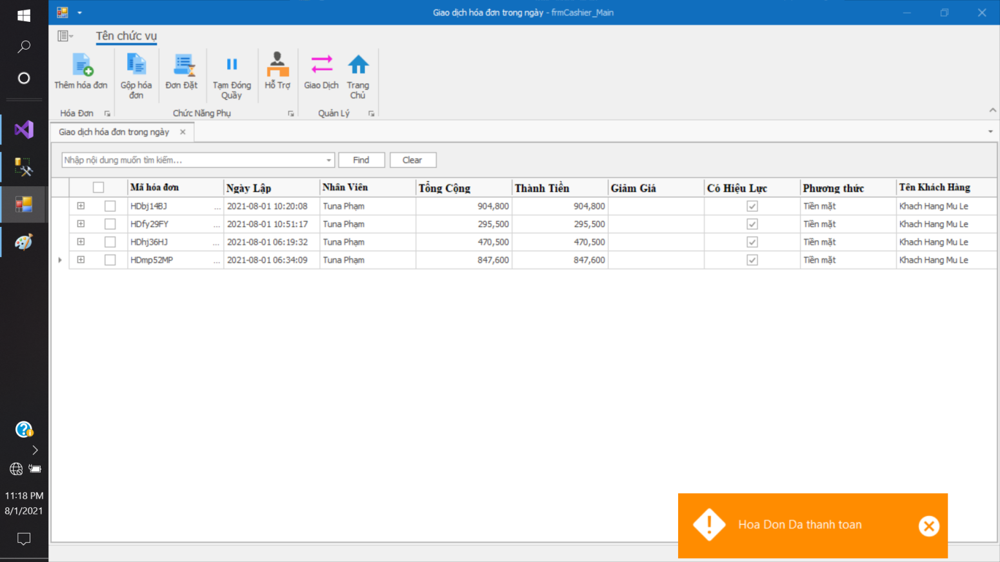 Giao dịch hóa đơn trong ngày - frmCashier_Main
Tên chức vụ
Thêm hóa đơn
Gộp hóa đơn
Đơn Đặt
Tạm Đóng Quầy
Hỗ Trợ
Giao Dịch
Trang Chủ
Hóa Đơn
Chức Năng Phụ
Quản Lý
Giao dịch hóa đơn trong ngày
Nhập nội dung muốn tìm kiếm... Find Clear
Mã hóa đơn Ngày Lập Nhân Viên Tổng Cộng Thành Tiền Giảm Giá Có Hiệu Lực Phương thức Tên Khách Hàng
HDbj14BJ ... 2021-08-01 10:20:08 Tuna Phạm 904,800 904,800 Tiền mặt Khach Hang Mu Le
HDfy29FY ... 2021-08-01 10:51:17 Tuna Phạm 295,500 295,500 Tiền mặt Khach Hang Mu Le
HDhj36HJ ... 2021-08-01 06:19:32 Tuna Phạm 470,500 470,500 Tiền mặt Khach Hang Mu Le
HDmp52MP ... 2021-08-01 06:34:09 Tuna Phạm 847,600 847,600 Tiền mặt Khach Hang Mu Le
Hoa Don Da thanh toan
11:18 PM
8/1/2021